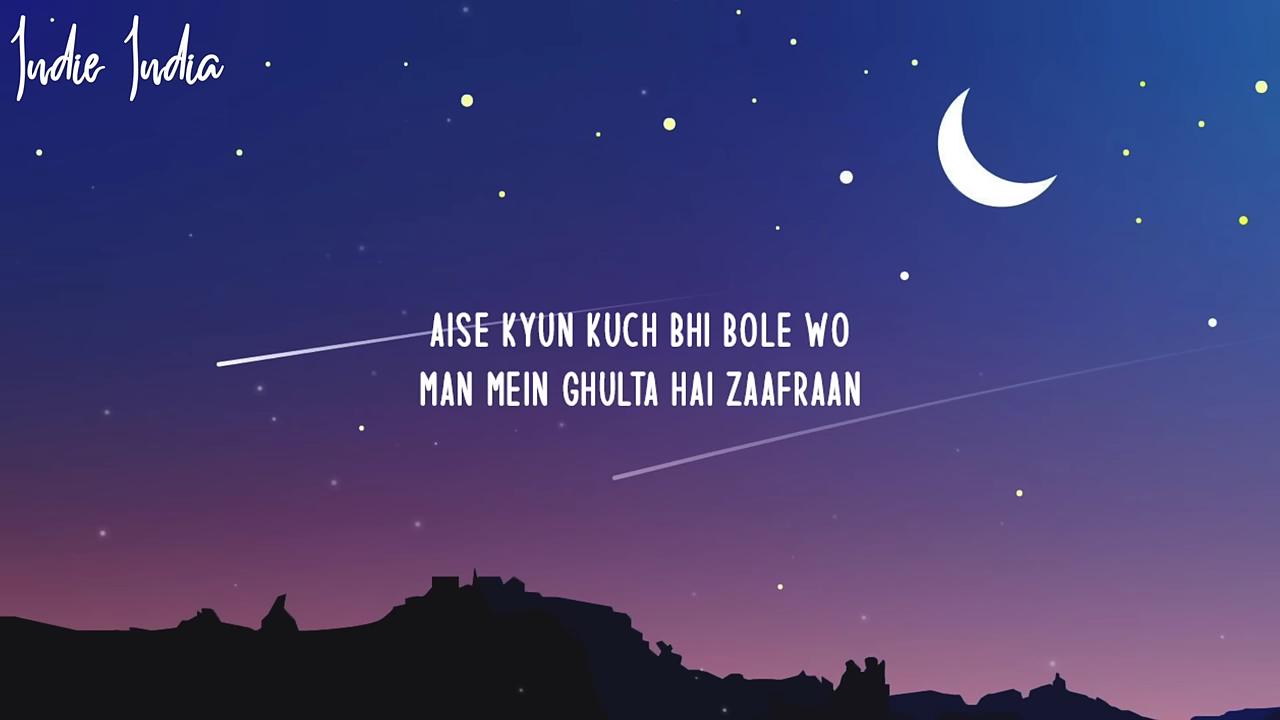 Indie India
AISE KYUN KUCH BHI BOLE WO
MAN MEIN GHULTA HAI ZAAFRAAN